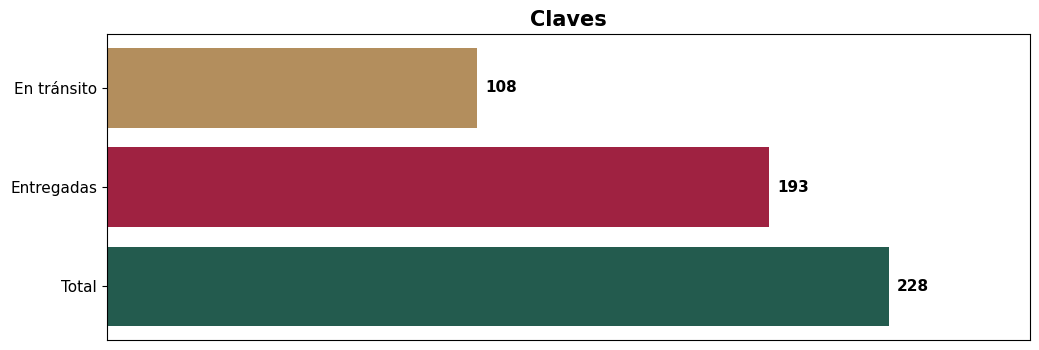 Claves
En tránsito 108
Entregadas 193
Total 228